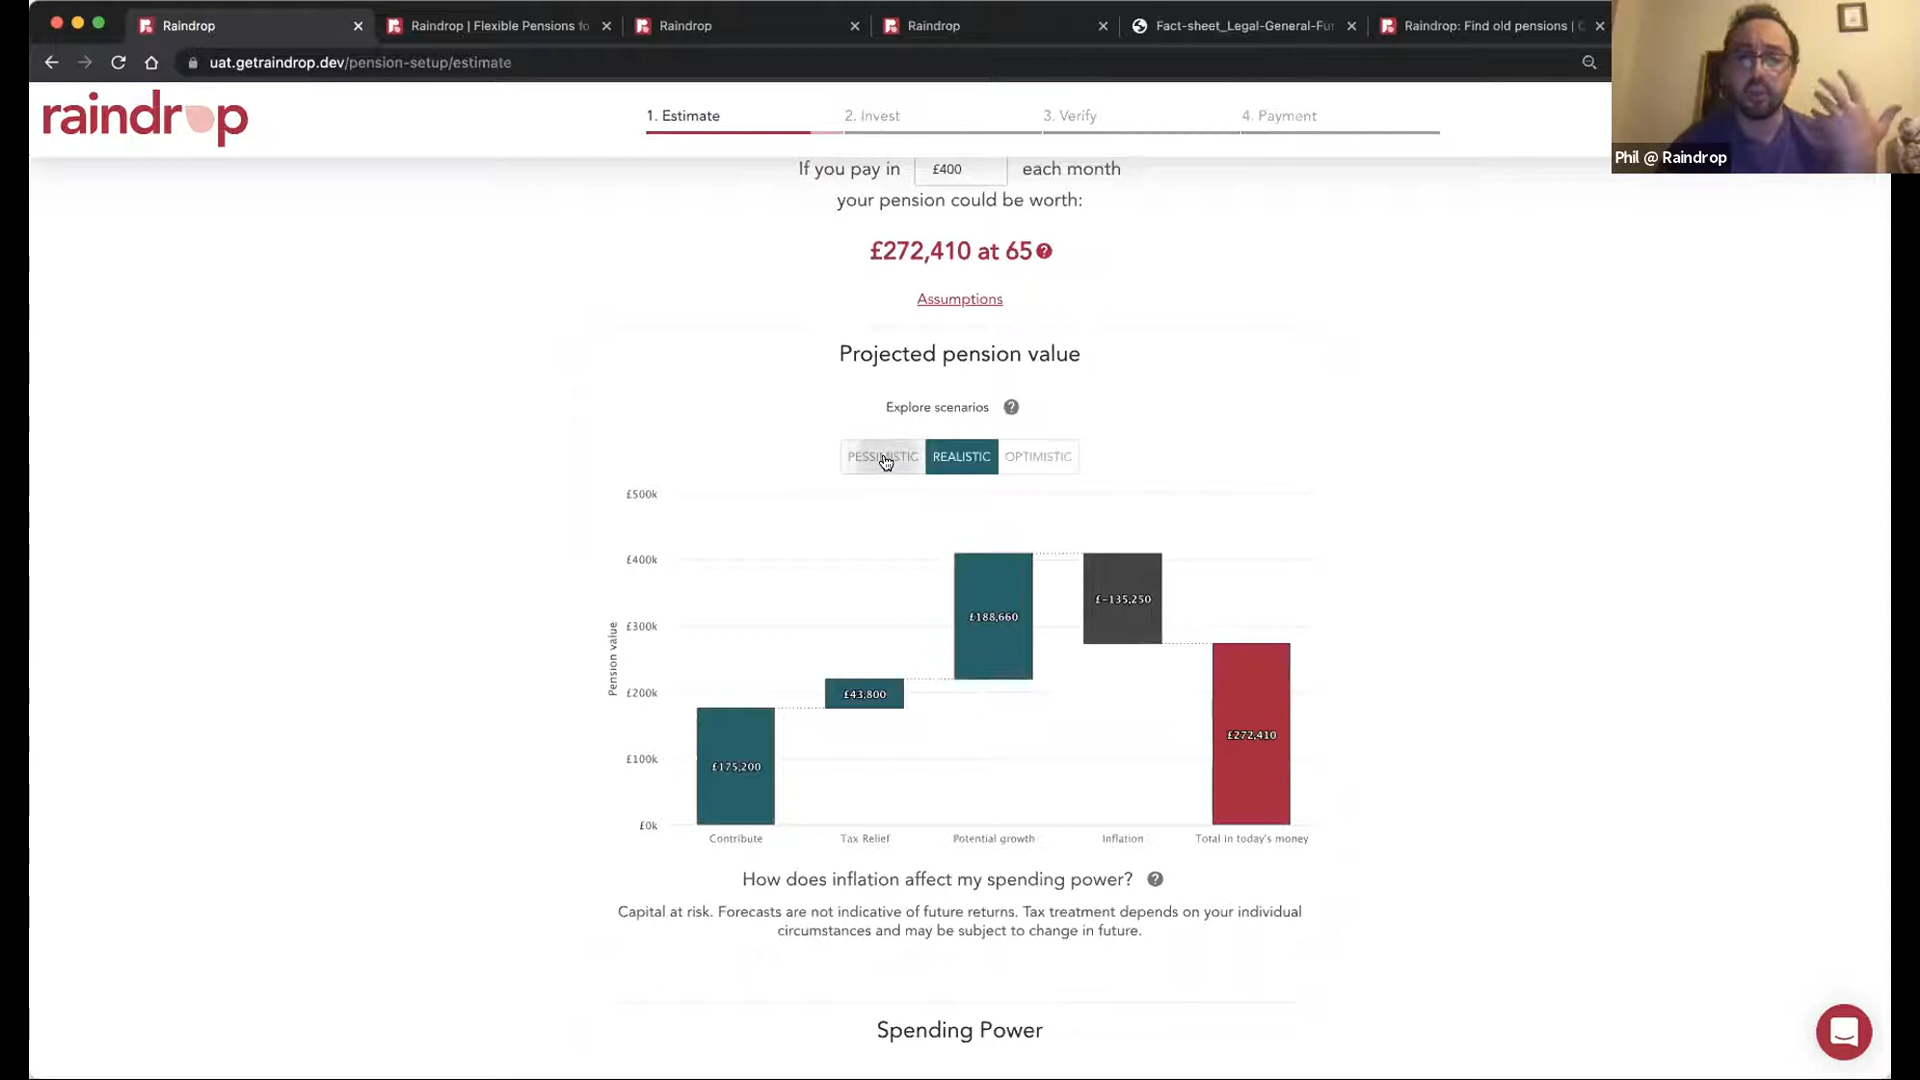 Raindrop
Raindrop | Flexible Pensions fo
Raindrop
Raindrop
Fact-sheet_Legal-General-Fut
Raindrop: Find old pensions | C
uat.getraindrop.dev/pension-setup/estimate
raindrop
1. Estimate
2. Invest
3. Verify
4. Payment
Phil @ Raindrop
If you pay in £400 each month
your pension could be worth:
£272,410 at 65 ?
Assumptions
Projected pension value
Explore scenarios ?
PESSIMISTIC REALISTIC OPTIMISTIC
£500k
£400k
£300k
£200k
£100k
£0k
Pension value
£175,200
£43,800
£188,660
£-135,250
£272,410
Contribute
Tax Relief
Potential growth
Inflation
Total in today's money
How does inflation affect my spending power? ?
Capital at risk. Forecasts are not indicative of future returns. Tax treatment depends on your individual
circumstances and may be subject to change in future.
Spending Power